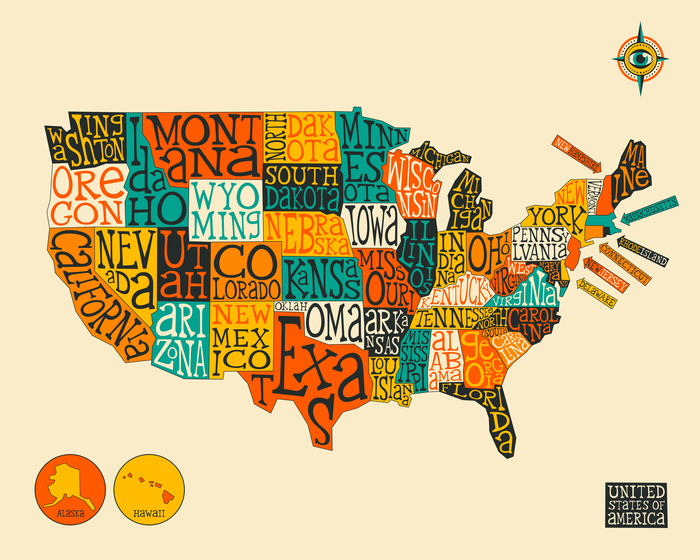 WashINgTON
MONTaNa
NORTH DakOTa
MINNESOTa
MICHIGAN
MaINe
NEW HAMPSHIRE
VERMONT
MASSACHUSETTS
OReGON
IdaHO
WYOMINg
SOUTH DakOTa
WISCONSIN
MIChIgaN
NEW YORK
RHODE ISLAND
CONNECTICUT
NEW JERSEY
DELAWARE
MARY
CaLIFORNIa
NEVaDa
UTaH
COLORADO
NEBRaSka
IOWa
ILLINOIS
INDIaNa
OHIO
PENNSYLVANIA
WEST VIRGINIA
VIRgINIa
kaNSaS
MISSOURI
KENTUCKY
aRIZONa
NEW MEXICO
OKLaHOMa
aRkaNSAS
TENNESSEE
NORTH CAROLINa
SOUTH CaROLINa
TExaS
LOUISIaNa
MISSISSIPPI
aLABama
geORgIa
FLORIDa
ALASKA
HAWAII
UNITED
STATES OF
aMERICA